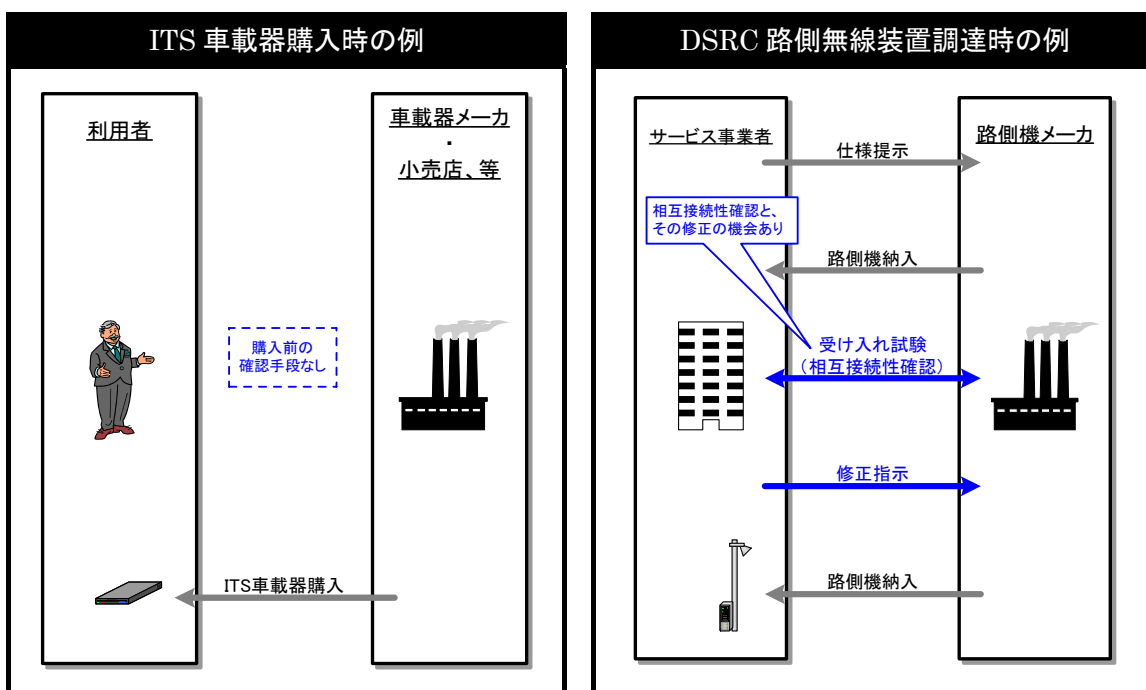 ITS 車載器購入時の例
利用者
車載器メーカ
・
小売店、等
購入前の
確認手段なし
ITS車載器購入
DSRC 路側無線装置調達時の例
サービス事業者
路側機メーカ
仕様提示
相互接続性確認と、
その修正の機会あり
路側機納入
受け入れ試験
（相互接続性確認）
修正指示
路側機納入